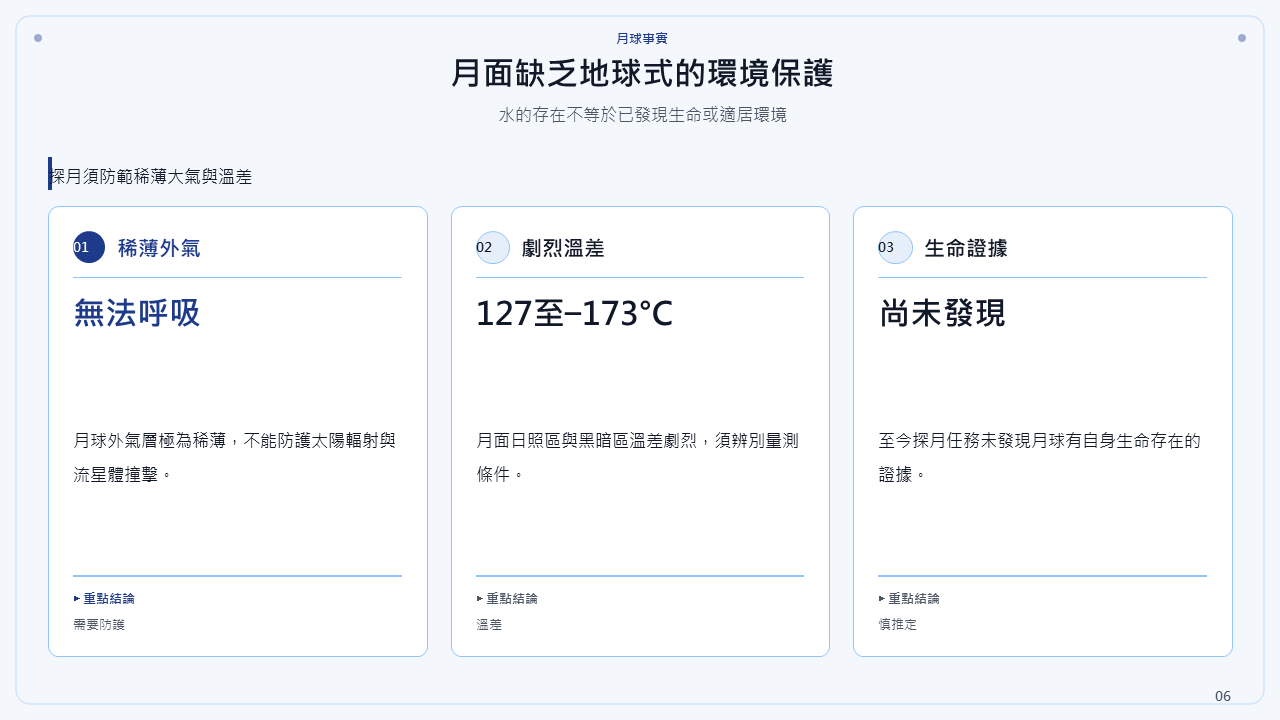 月球事實
月面缺乏地球式的環境保護
水的存在不等於已發現生命或適居環境
探月須防範稀薄大氣與溫差
01 稀薄外氣
無法呼吸
月球外氣層極為稀薄，不能防護太陽輻射與
流星體撞擊。
▸ 重點結論
需要防護
02 劇烈溫差
127至–173°C
月面日照區與黑暗區溫差劇烈，須辨別量測
條件。
▸ 重點結論
溫差
03 生命證據
尚未發現
至今探月任務未發現月球有自身生命存在的
證據。
▸ 重點結論
慎推定
06